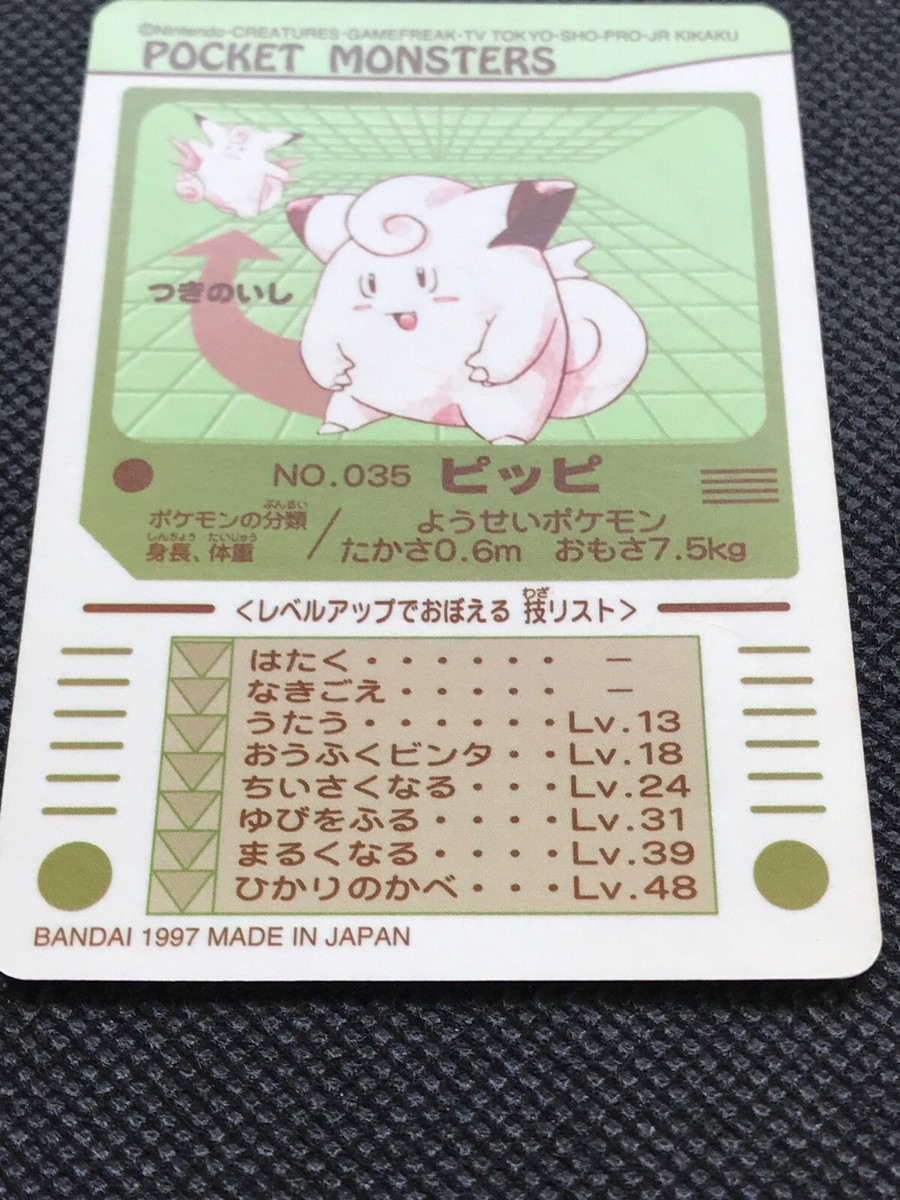 ©Nintendo・CREATURES・GAMEFREAK・TV TOKYO・SHO-PRO・JR KIKAKU
POCKET MONSTERS
つきのいし
NO.035 ピッピ
ぶんるい
ポケモンの分類 / ようせいポケモン
しんちょう たいじゅう
身長、体重 たかさ0.6m おもさ7.5kg
わざ
<レベルアップでおぼえる 技リスト>
はたく・・・・・・ ー
なきごえ・・・・・ ー
うたう・・・・・・Lv.13
おうふくビンタ・・Lv.18
ちいさくなる・・・Lv.24
ゆびをふる・・・・Lv.31
まるくなる・・・・Lv.39
ひかりのかべ・・・Lv.48
BANDAI 1997 MADE IN JAPAN